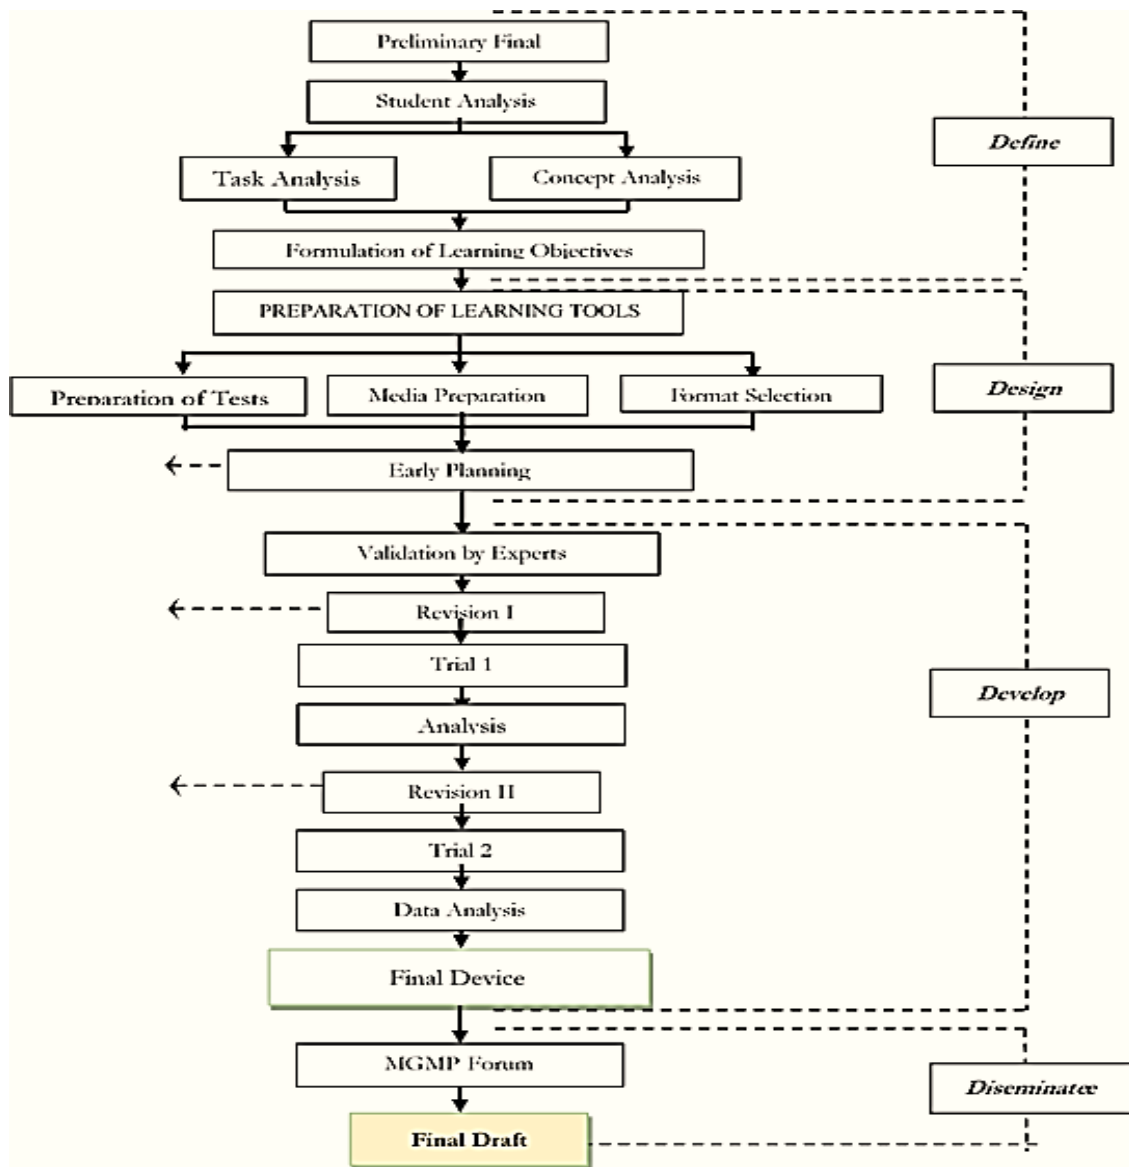 Preliminary Final
Student Analysis
Define
Task Analysis
Concept Analysis
Formulation of Learning Objectives
PREPARATION OF LEARNING TOOLS
Preparation of Tests
Media Preparation
Format Selection
Design
Early Planning
Validation by Experts
Revision I
Trial 1
Develop
Analysis
Revision II
Trial 2
Data Analysis
Final Device
MGMP Forum
Diseminatee
Final Draft